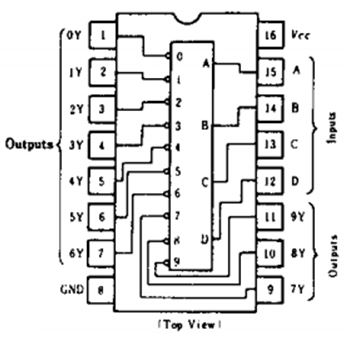 0Y 1 16 Vcc
0 A
1Y 2 15 A
1
2Y 3 2 14 B
3Y 4 3 B 13 C
Outputs Inputs
4
4Y 5 5 C 12 D
5Y 6 6 11 9Y
7
6Y 7 8 D 10 8Y
Outputs
GND 8 9 9 7Y
(Top View)